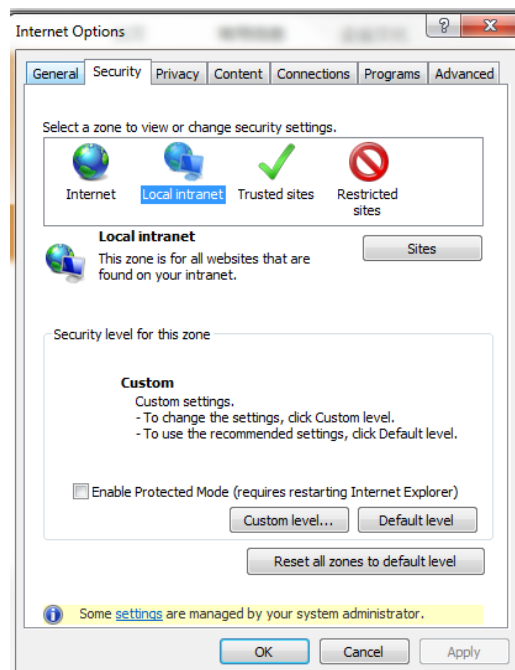 Internet Options
General Security Privacy Content Connections Programs Advanced
Select a zone to view or change security settings.
Internet Local intranet Trusted sites Restricted sites
Local intranet
This zone is for all websites that are
found on your intranet.
Sites
Security level for this zone
Custom
Custom settings.
- To change the settings, click Custom level.
- To use the recommended settings, click Default level.
Enable Protected Mode (requires restarting Internet Explorer)
Custom level... Default level
Reset all zones to default level
Some settings are managed by your system administrator.
OK Cancel Apply